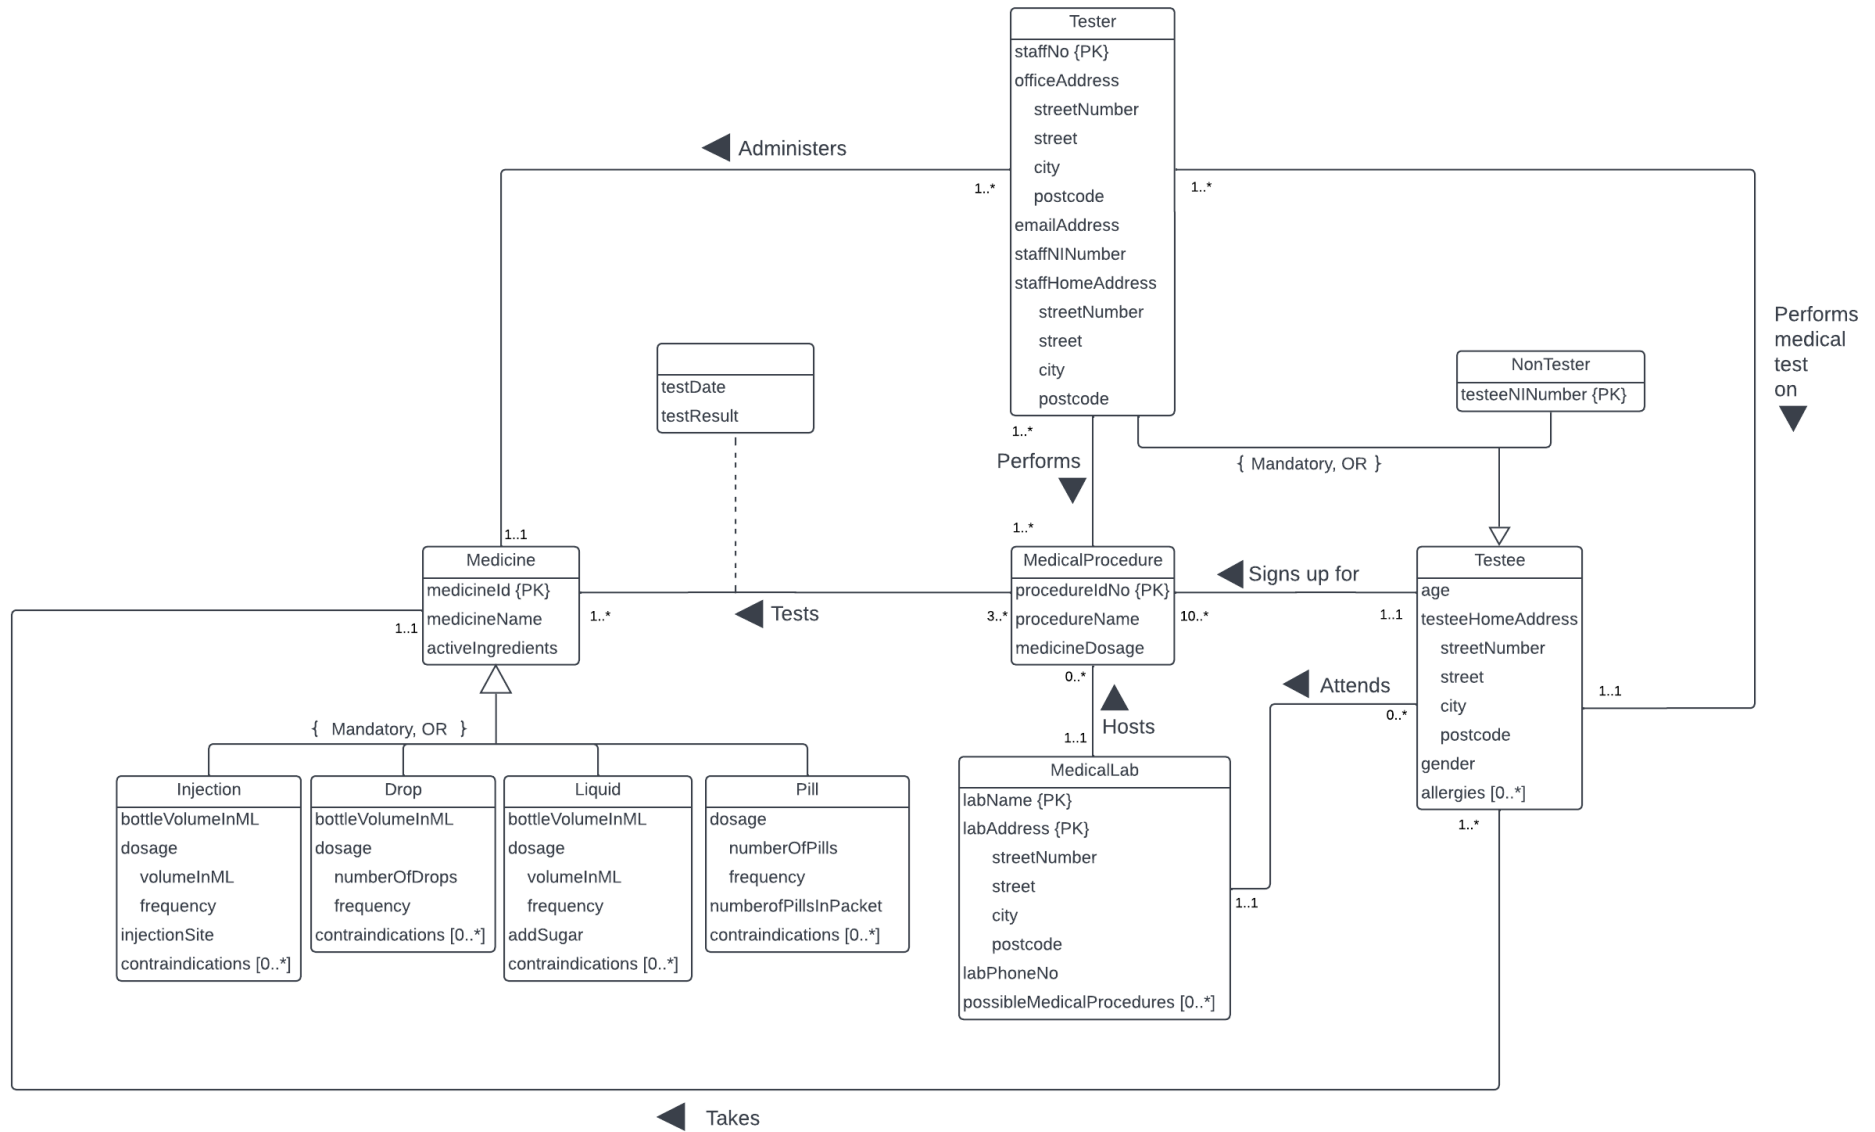 Tester
staffNo {PK}
officeAddress
streetNumber
street
city
postcode
emailAddress
staffNINumber
staffHomeAddress
streetNumber
street
city
postcode
Administers
1..*
1..*
Performs
medical
test
on
testDate
testResult
NonTester
testeeNINumber {PK}
1..*
Performs
{ Mandatory, OR }
1..*
1..1
Medicine
medicineId {PK}
medicineName
activeIngredients
1..1
1..*
Tests
3..*
MedicalProcedure
procedureIdNo {PK}
procedureName
medicineDosage
Signs up for
10..*
1..1
Testee
age
testeeHomeAddress
streetNumber
street
city
postcode
gender
allergies [0..*]
1..1
Attends
0..*
0..*
Hosts
1..1
1..*
{ Mandatory, OR }
Injection
bottleVolumeInML
dosage
volumeInML
frequency
injectionSite
contraindications [0..*]
Drop
bottleVolumeInML
dosage
numberOfDrops
frequency
contraindications [0..*]
Liquid
bottleVolumeInML
dosage
volumeInML
frequency
addSugar
contraindications [0..*]
Pill
dosage
numberOfPills
frequency
numberofPillsInPacket
contraindications [0..*]
MedicalLab
labName {PK}
labAddress {PK}
streetNumber
street
city
postcode
labPhoneNo
possibleMedicalProcedures [0..*]
1..1
Takes